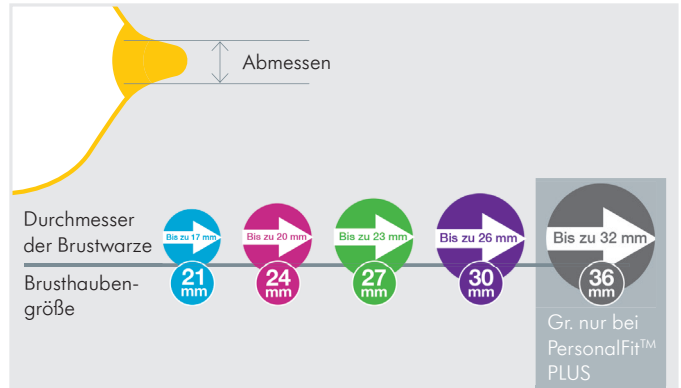 Abmessen
Durchmesser
der Brustwarze
Bis zu 17 mm
Bis zu 20 mm
Bis zu 23 mm
Bis zu 26 mm
Bis zu 32 mm
Brusthauben-
größe
21
mm
24
mm
27
mm
30
mm
36
mm
Gr. nur bei
PersonalFit™
PLUS